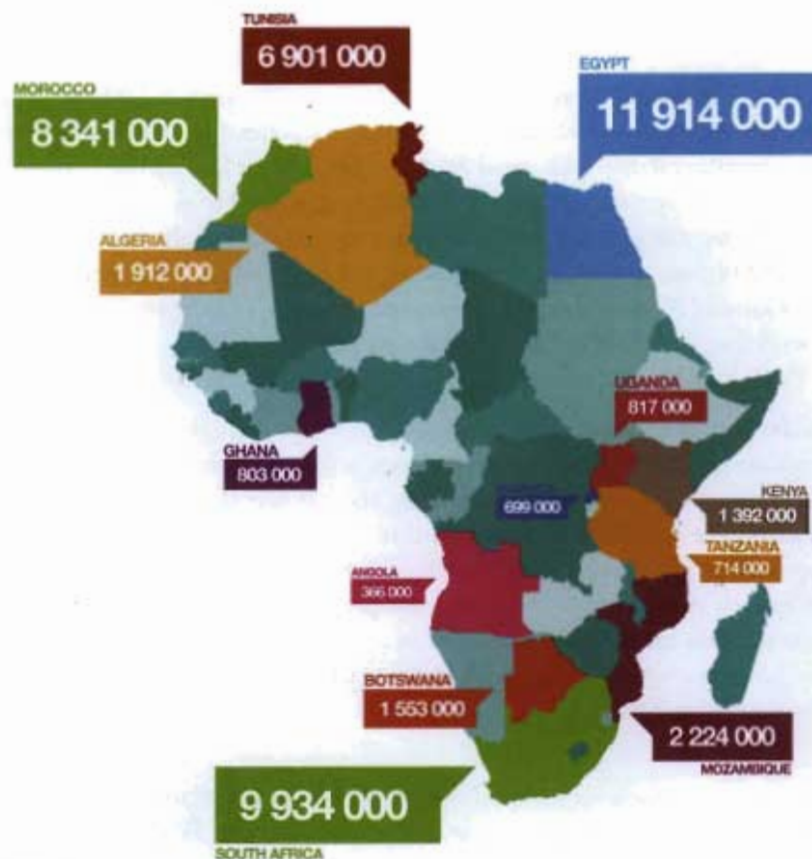 TUNISIA
6 901 000
EGYPT
11 914 000
MOROCCO
8 341 000
ALGERIA
1 912 000
UGANDA
817 000
GHANA
803 000
699 000
KENYA
1 392 000
TANZANIA
714 000
ANGOLA
366 000
BOTSWANA
1 553 000
2 224 000
MOZAMBIQUE
9 934 000
SOUTH AFRICA